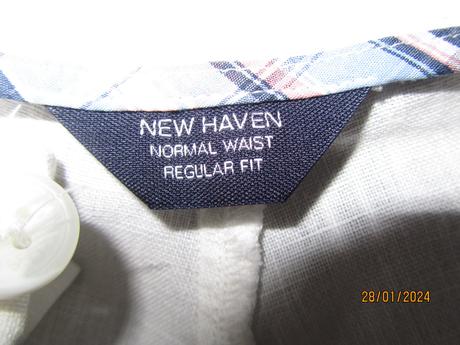 NEW HAVEN
NORMAL WAIST
REGULAR FIT
28/01/2024